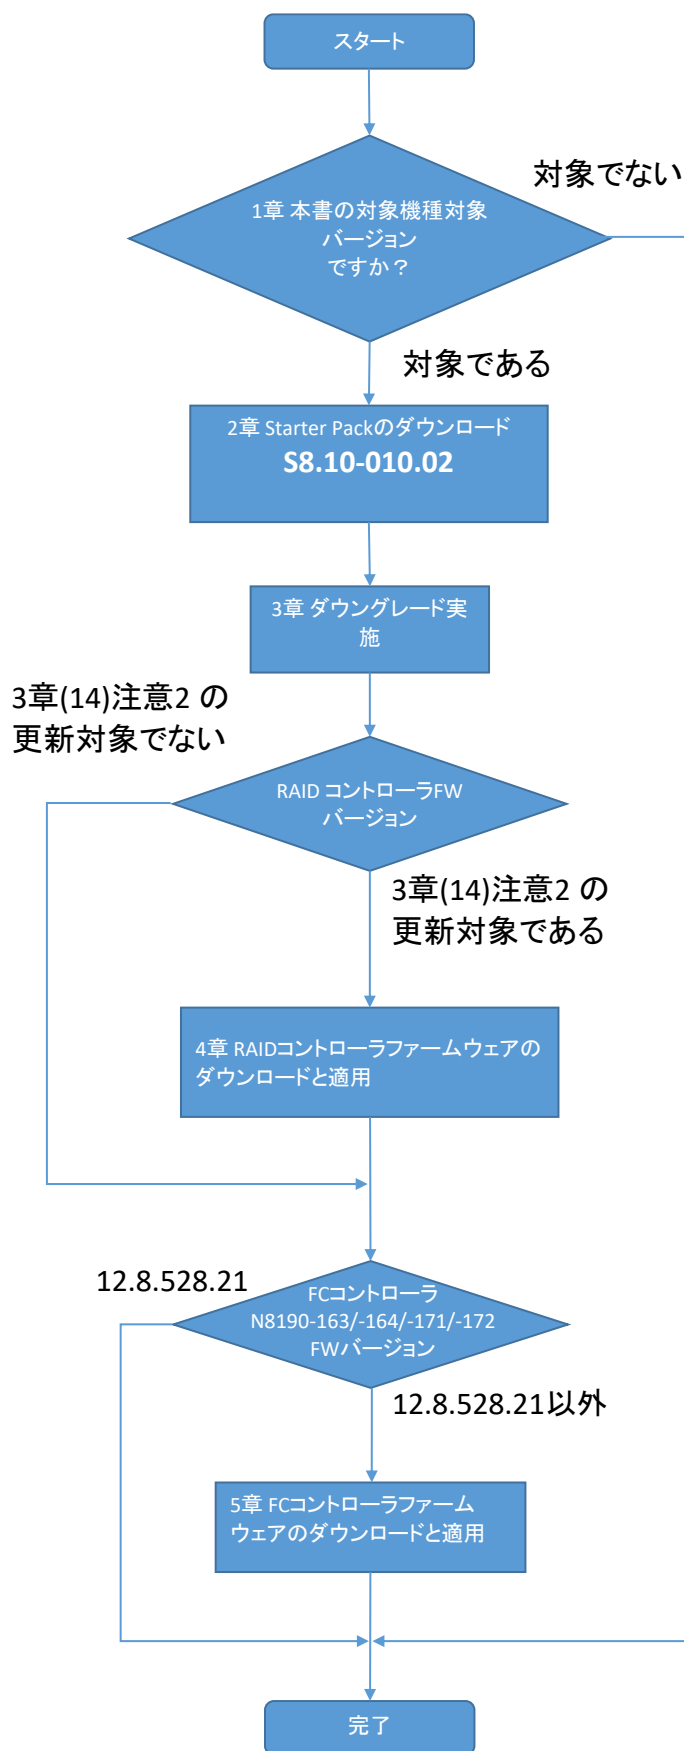 スタート
対象でない
1章 本書の対象機種対象
バージョン
ですか？
対象である
2章 Starter Packのダウンロード
S8.10-010.02
3章 ダウングレード実
施
3章(14)注意2 の
更新対象でない
RAID コントローラFW
バージョン
3章(14)注意2 の
更新対象である
4章 RAIDコントローラファームウェアの
ダウンロードと適用
12.8.528.21
FCコントローラ
N8190-163/-164/-171/-172
FWバージョン
12.8.528.21以外
5章 FCコントローラファーム
ウェアのダウンロードと適用
完了